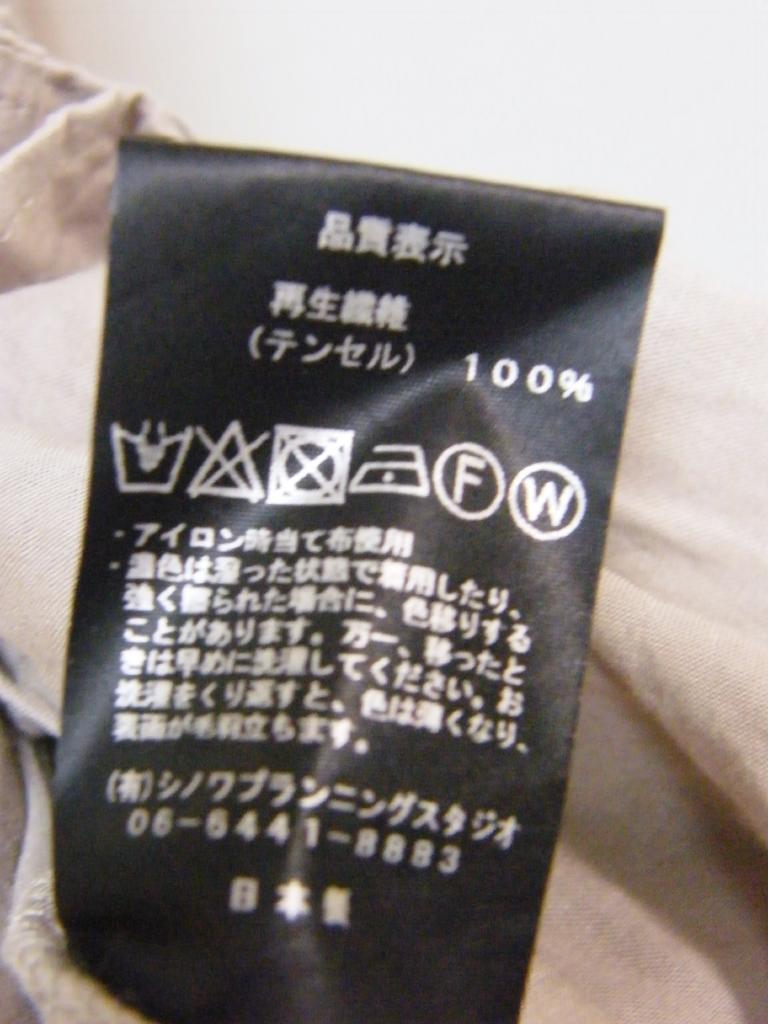 品質表示
再生繊維
(テンセル) 100%
F W
・アイロン時当て布使用
・濃色は湿った状態で着用したり、
強く擦られた場合に、色移りする
ことがあります。万一、移ったと
きは早めに洗濯してください。お
洗濯をくり返すと、色は薄くなり、
表面が毛羽立ちます。
(有)シノワプランニングスタジオ
06-6441-8883
日本製